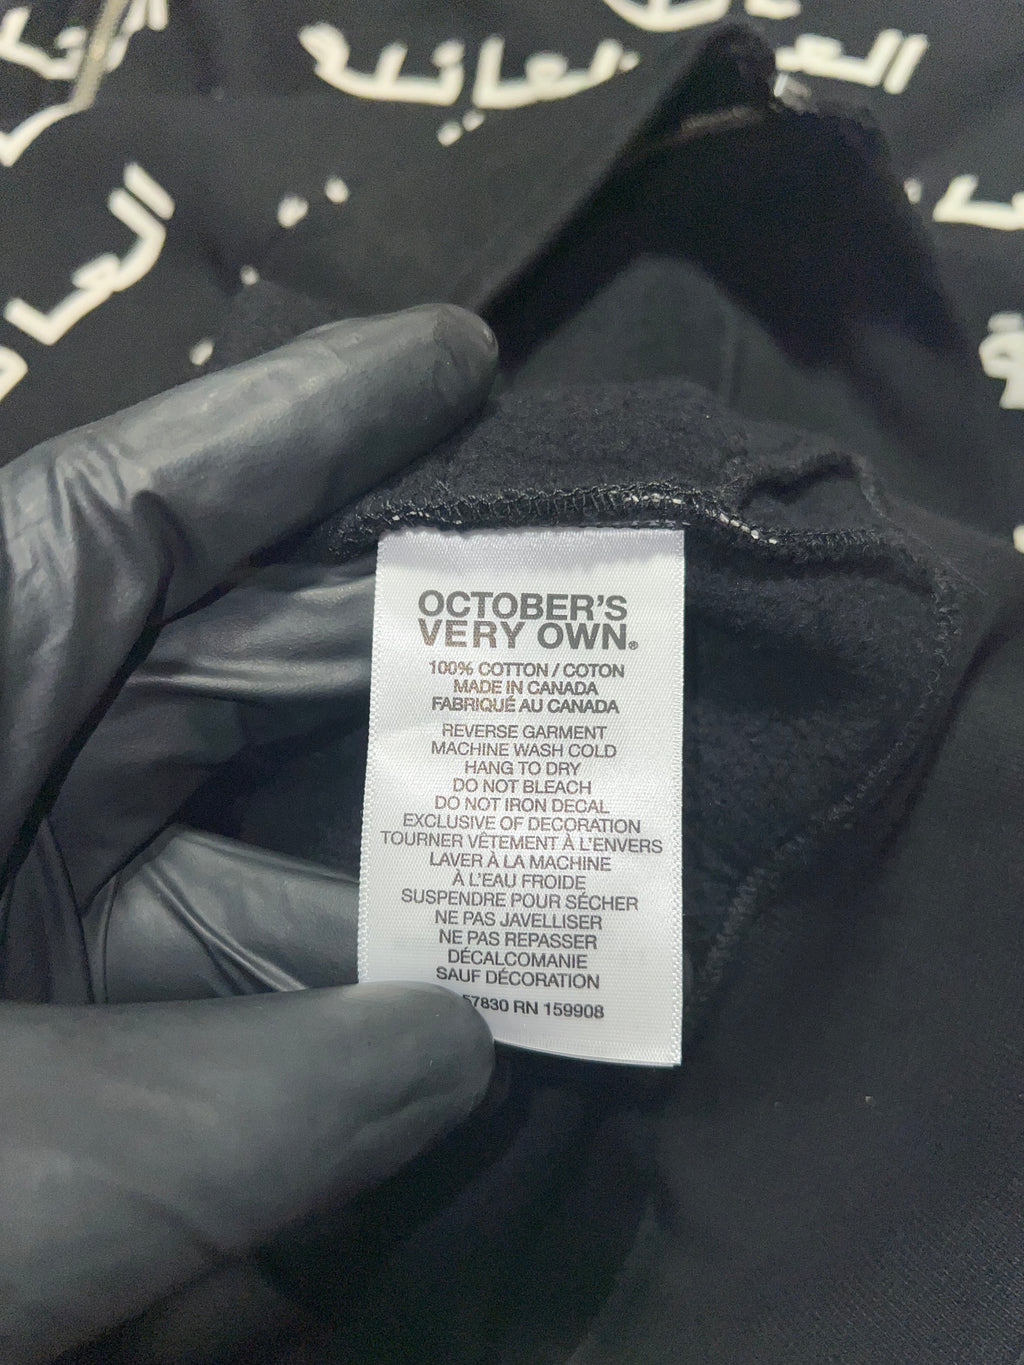 العائلة
العائلة
OCTOBER'S
VERY OWN®
100% COTTON / COTON
MADE IN CANADA
FABRIQUÉ AU CANADA
REVERSE GARMENT
MACHINE WASH COLD
HANG TO DRY
DO NOT BLEACH
DO NOT IRON DECAL
EXCLUSIVE OF DECORATION
TOURNER VÊTEMENT À L'ENVERS
LAVER À LA MACHINE
À L'EAU FROIDE
SUSPENDRE POUR SÉCHER
NE PAS JAVELLISER
NE PAS REPASSER
DÉCALCOMANIE
SAUF DÉCORATION
57830 RN 159908